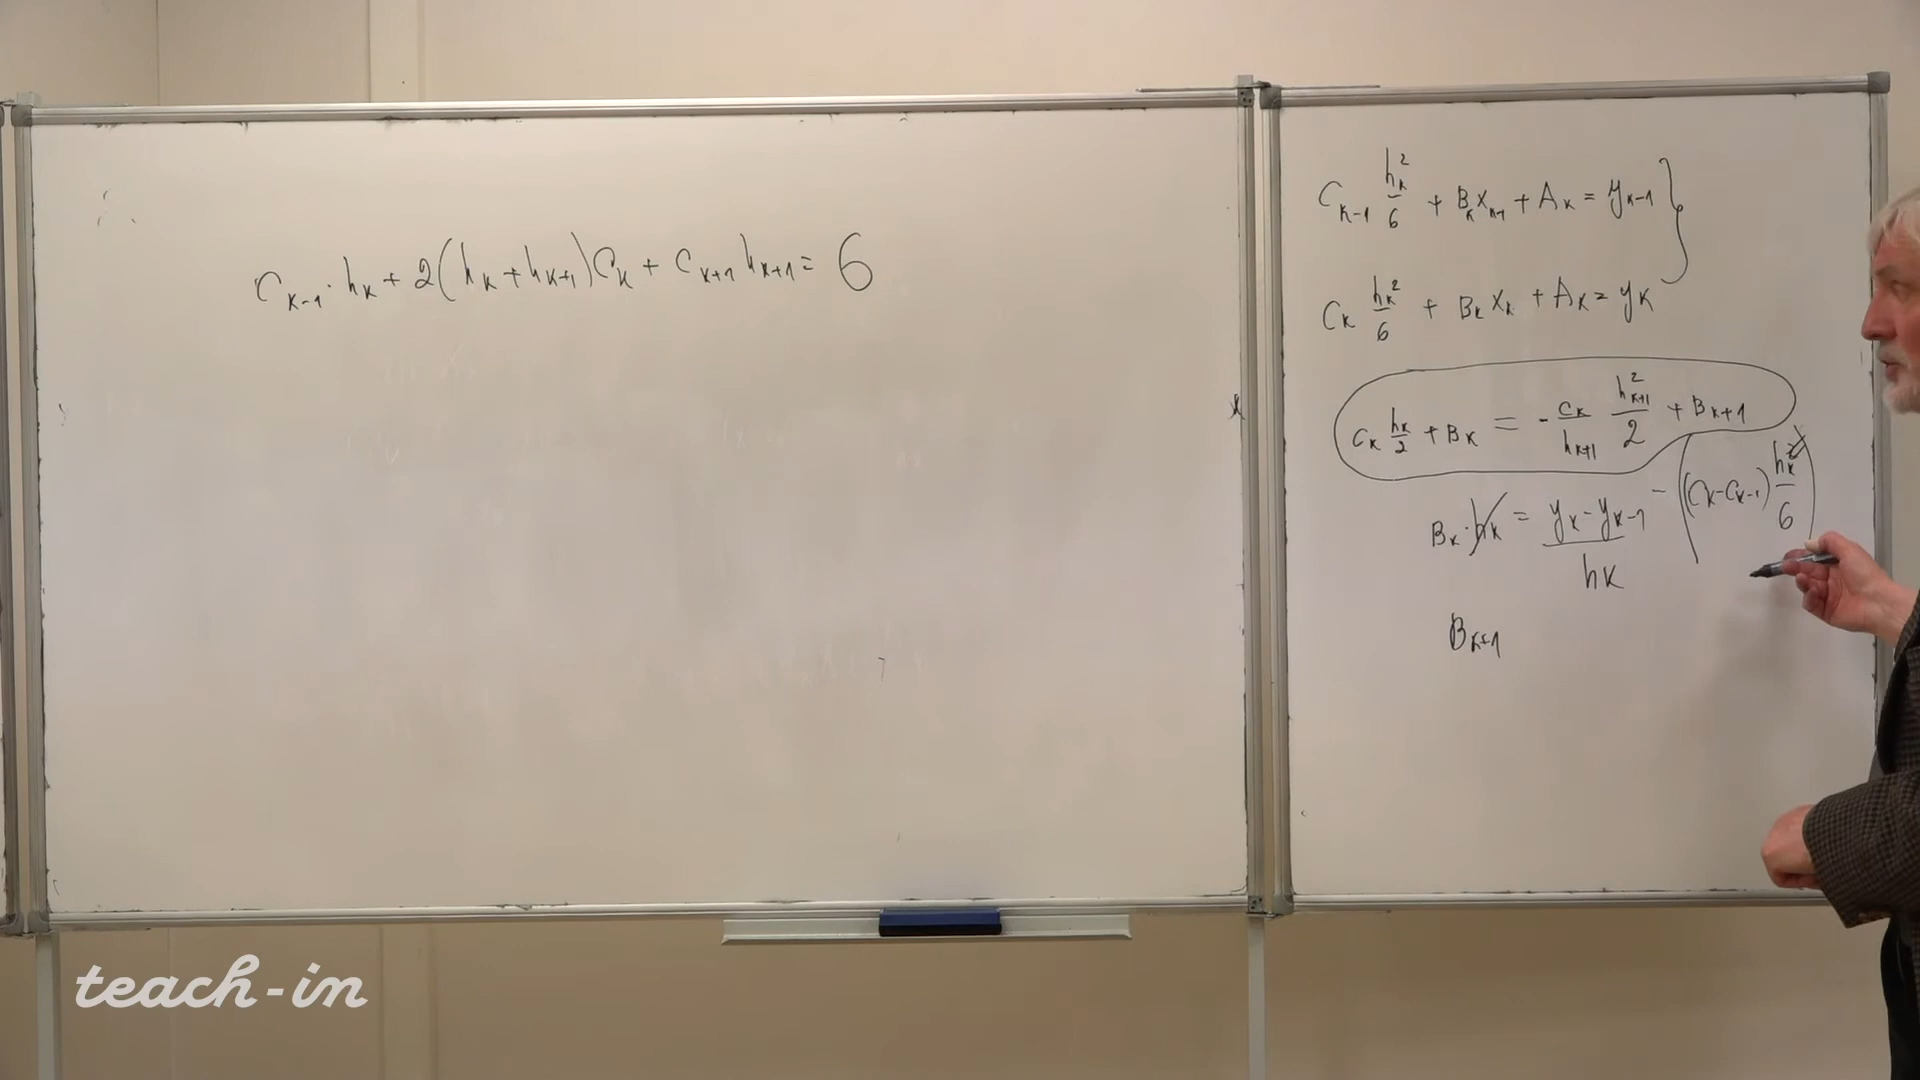 C_{k-1} · h_k + 2(h_k + h_{k+1})C_k + C_{k+1} h_{k+1} = 6
C_{k-1} h_k^2/6 + B_k x_{k-1} + A_k = y_{k-1}
C_k h_k^2/6 + B_k x_k + A_k = y_k
C_k h_k/2 + B_k = - C_k/h_{k+1} h_{k+1}^2/2 + B_{k+1}
B_k · h_k = (y_k - y_{k-1})/h_k - ((C_k - C_{k-1}) h_k/6)
B_{k+1}
teach-in